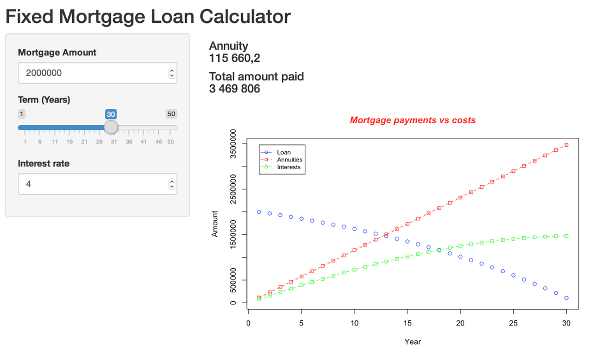 Fixed Mortgage Loan Calculator
Mortgage Amount
2000000
Term (Years)
1 30 50
1 6 11 16 21 26 31 36 41 46 50
Interest rate
4
Annuity
115 660,2
Total amount paid
3 469 806
Mortgage payments vs costs
Loan
Annuities
Interests
Amount
3500000
2500000
1500000
500000
0
0 5 10 15 20 25 30
Year